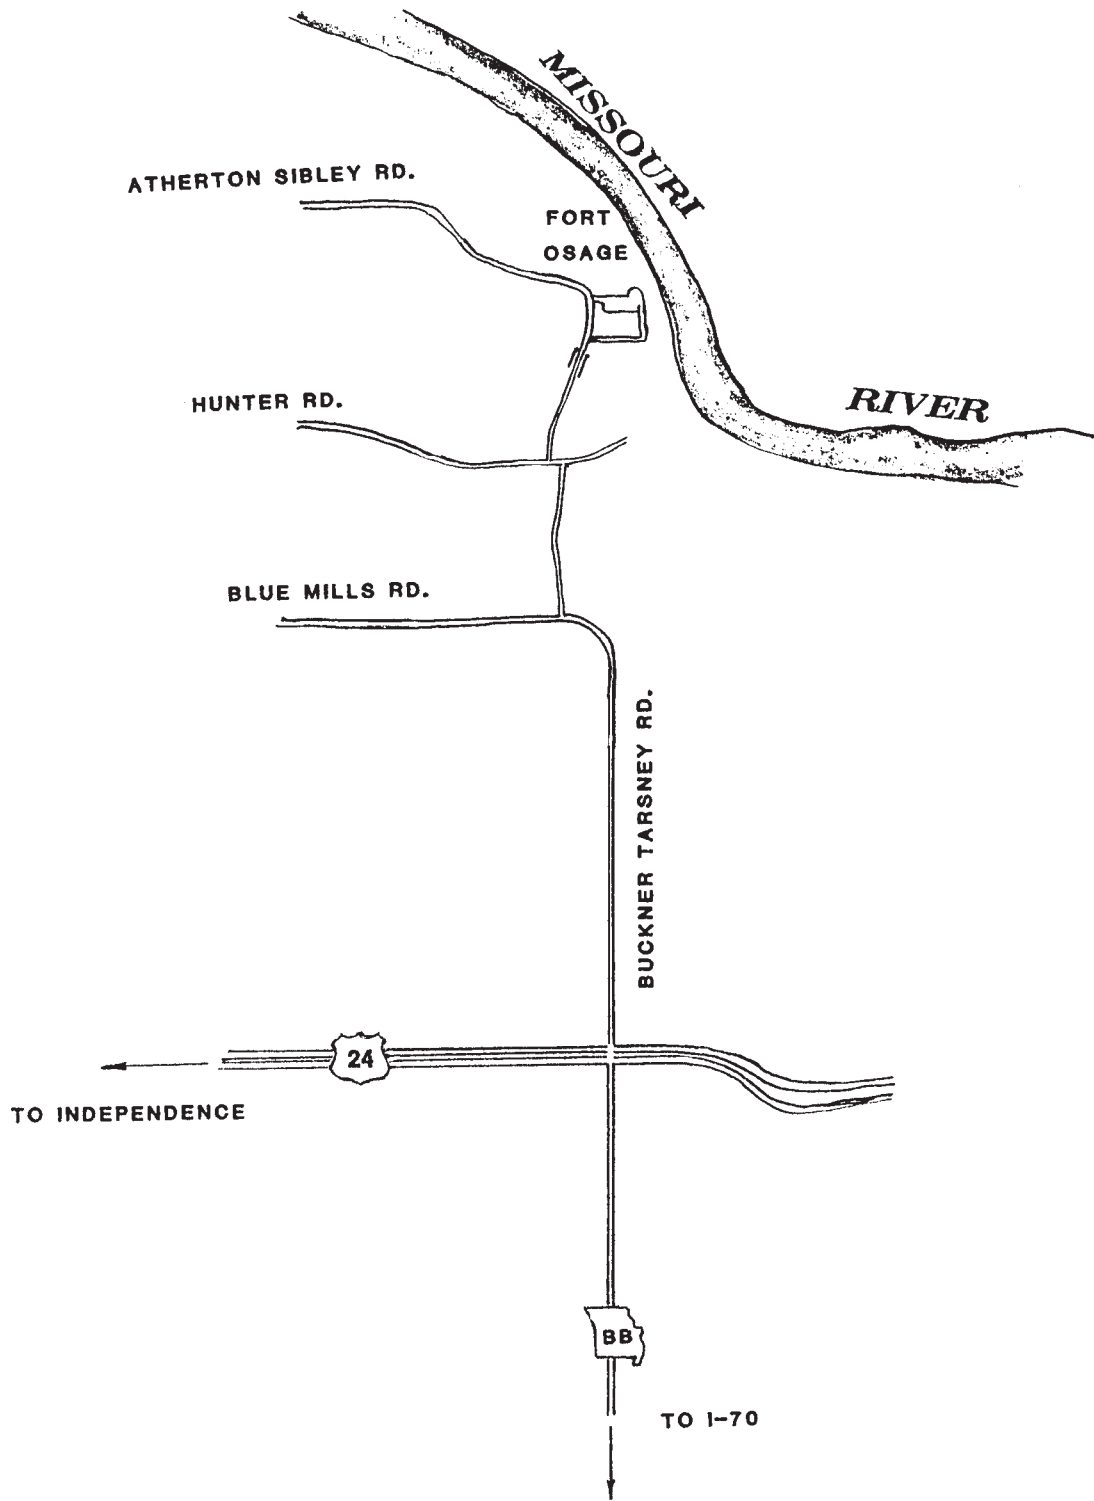 MISSOURI
ATHERTON SIBLEY RD.
FORT
OSAGE
RIVER
HUNTER RD.
BLUE MILLS RD.
BUCKNER TARSNEY RD.
24
TO INDEPENDENCE
BB
TO I-70